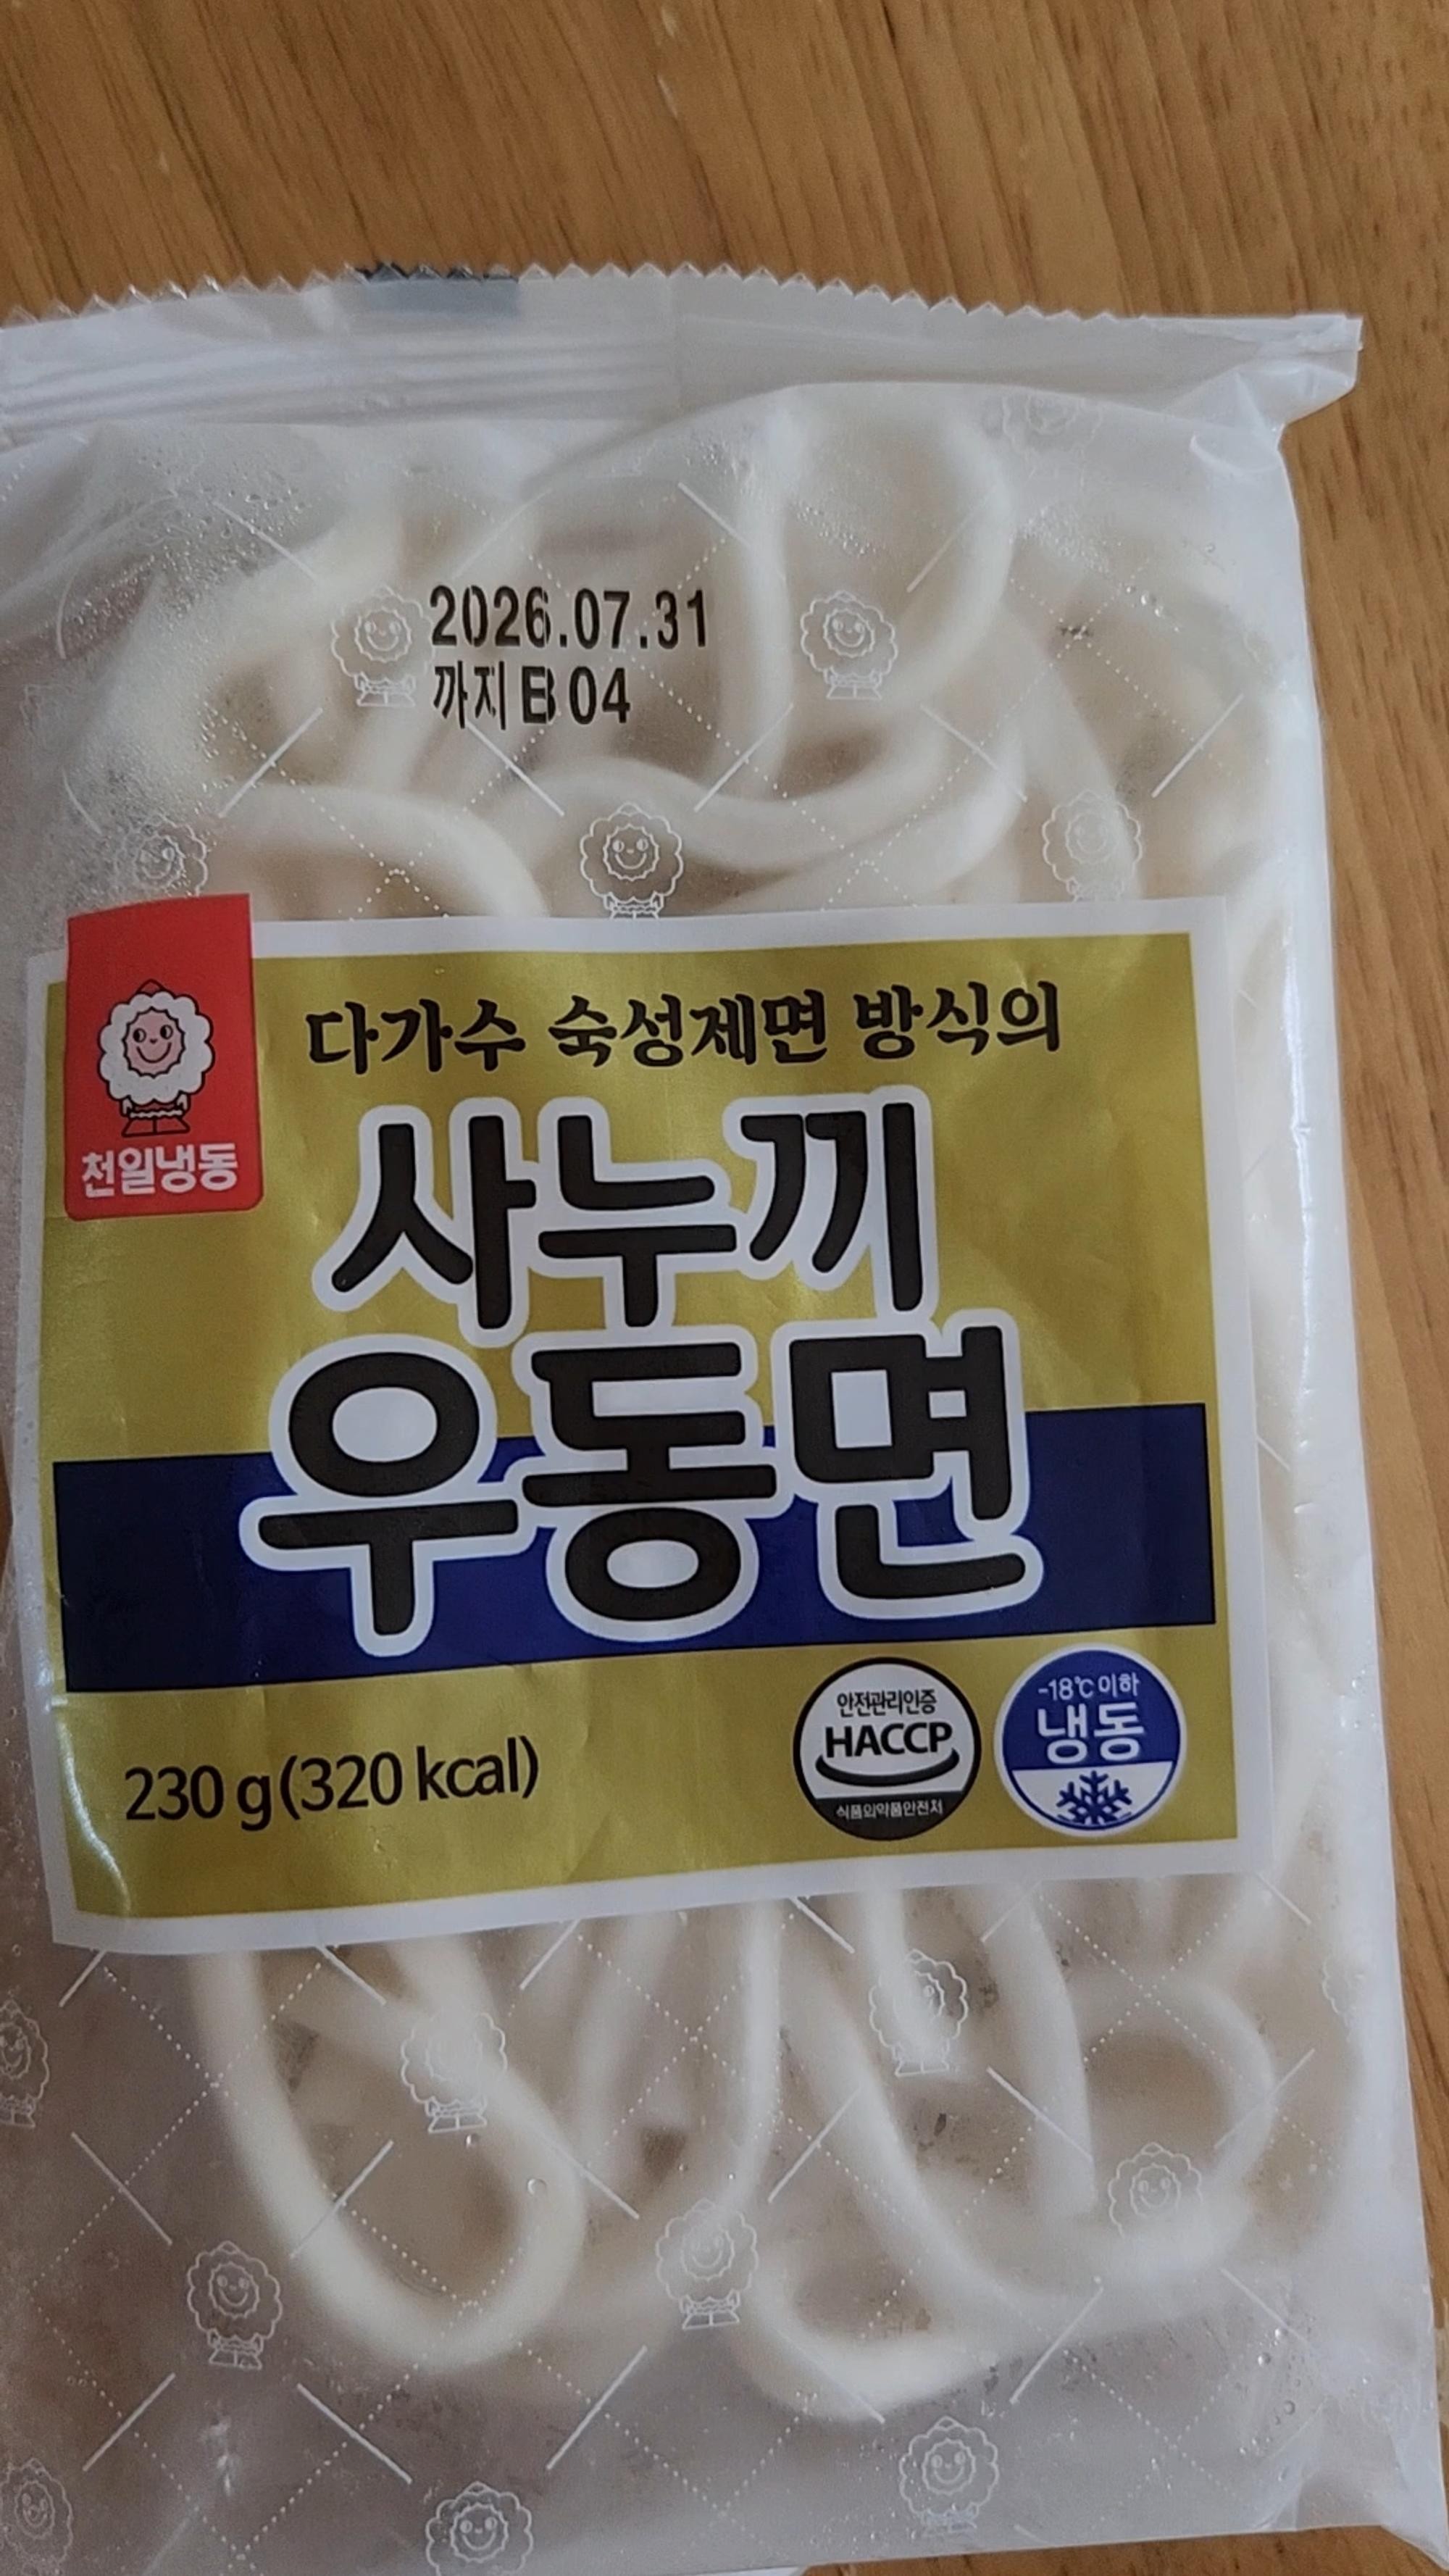 2026.07.31
까지 B 04
다가수 숙성제면 방식의
천일냉동
사누끼
우동면
230 g (320 kcal)
안전관리인증
HACCP
식품의약품안전처
-18℃ 이하
냉동